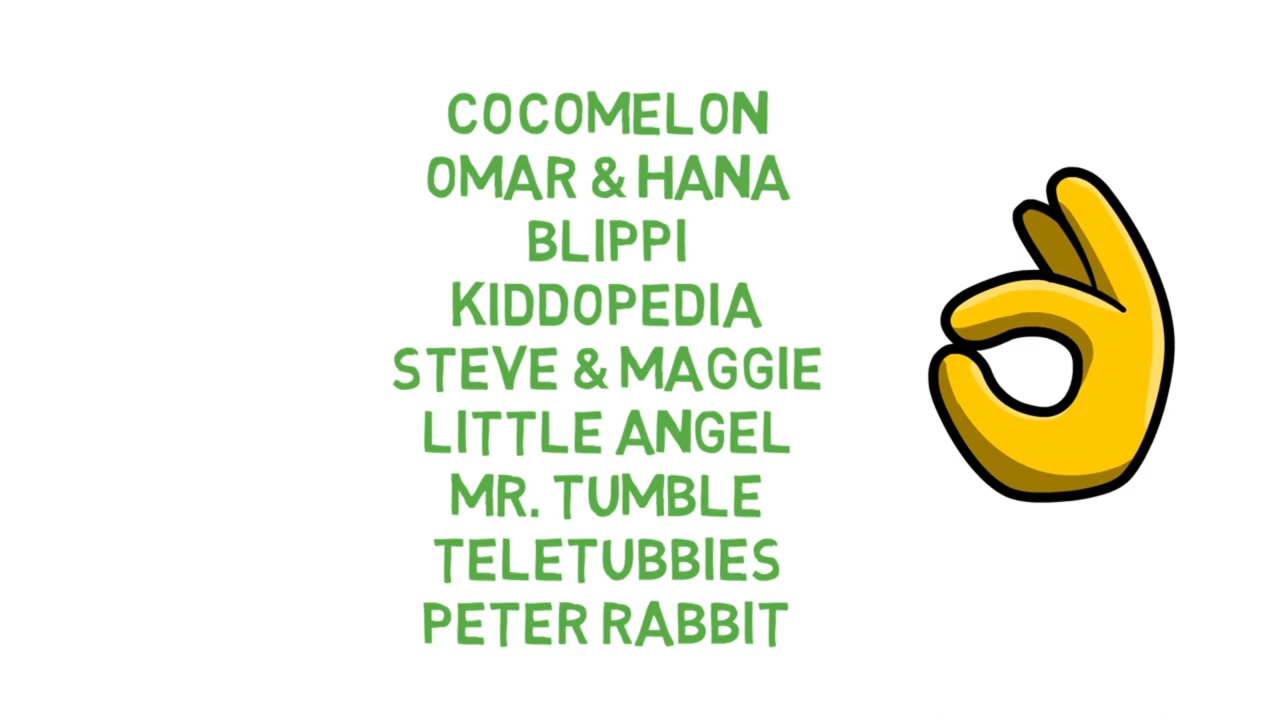 COCOMELON
OMAR & HANA
BLIPPI
KIDDOPEDIA
STEVE & MAGGIE
LITTLE ANGEL
MR. TUMBLE
TELETUBBIES
PETER RABBIT